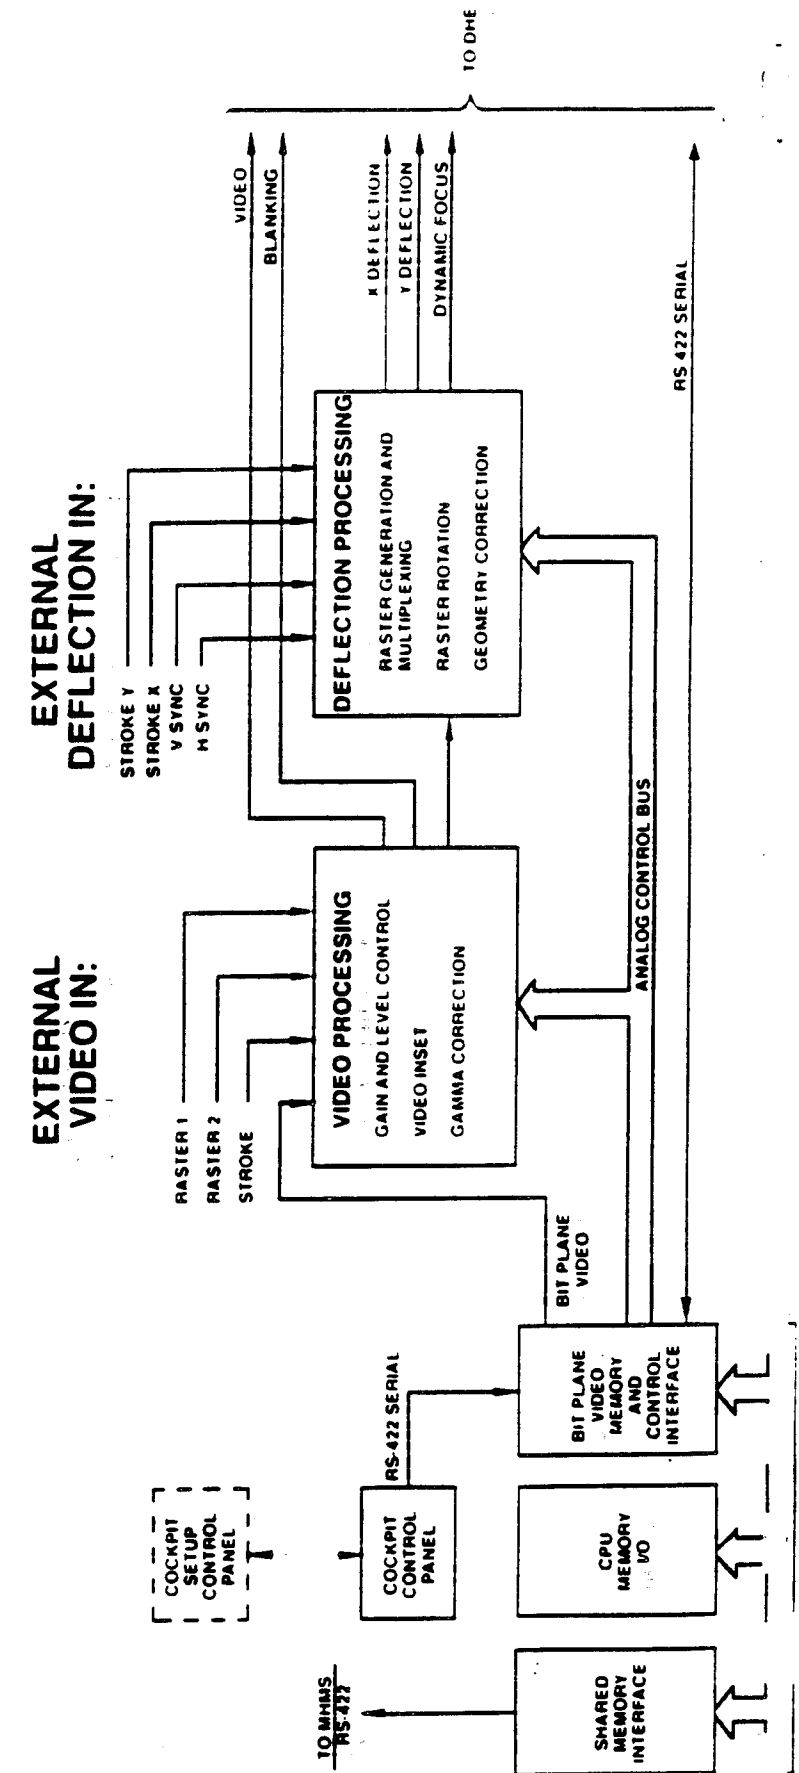 EXTERNAL
VIDEO IN:
EXTERNAL
DEFLECTION IN:
RASTER 1
RASTER 2
STROKE
STROKE Y
STROKE X
V SYNC
H SYNC
VIDEO
BLANKING
X DEFLECTION
Y DEFLECTION
DYNAMIC FOCUS
TO DHE
COCKPIT
SETUP
CONTROL
PANEL
TO MHMS
RS-422
COCKPIT
CONTROL
PANEL
RS-422 SERIAL
VIDEO PROCESSING
GAIN AND LEVEL CONTROL
VIDEO INSET
GAMMA CORRECTION
DEFLECTION PROCESSING
RASTER GENERATION AND
MULTIPLEXING
RASTER ROTATION
GEOMETRY CORRECTION
BIT PLANE
VIDEO
SHARED
MEMORY
INTERFACE
CPU
MEMORY
I/O
BIT PLANE
VIDEO
MEMORY
AND
CONTROL
INTERFACE
ANALOG CONTROL BUS
RS 422 SERIAL